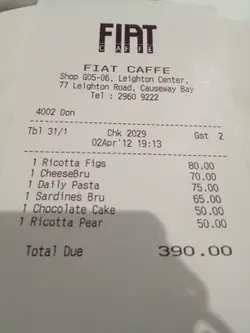 FIAT
CAFFÈ
FIAT CAFFE
Shop G05-06, Leighton Center,
77 Leighton Road, Causeway Bay
Tel : 2960 9222
4002 Don
Tbl 31/1 Chk 2029 Gst 2
02Apr'12 19:13
1 Ricotta Figs 80.00
1 CheeseBru 70.00
1 Daily Pasta 75.00
1 Sardines Bru 65.00
1 Chocolate Cake 50.00
1 Ricotta Pear 50.00
Total Due 390.00